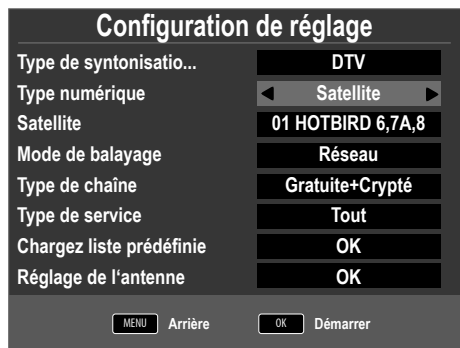 Configuration de réglage
Type de syntonisatio... DTV
Type numérique Satellite
Satellite 01 HOTBIRD 6,7A,8
Mode de balayage Réseau
Type de chaîne Gratuite+Crypté
Type de service Tout
Chargez liste prédéfinie OK
Réglage de l‘antenne OK
MENU Arrière OK Démarrer